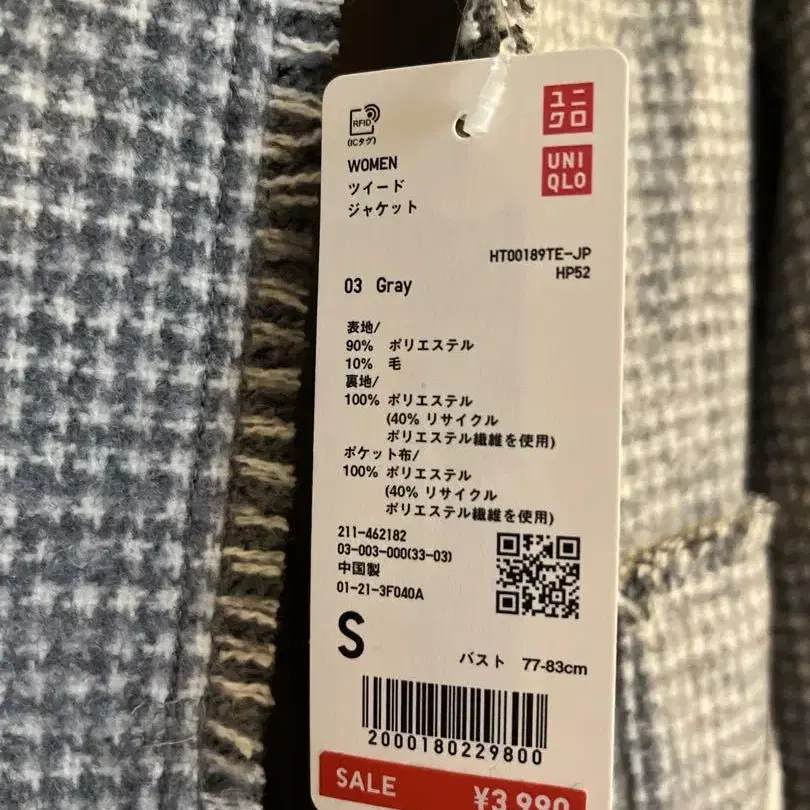 RFID
(ICタグ)
ユニ
クロ
UNI
QLO
WOMEN
ツイード
ジャケット
HT00189TE-JP
HP52
03 Gray
表地/
90% ポリエステル
10% 毛
裏地/
100% ポリエステル
(40% リサイクル
ポリエステル繊維を使用)
ポケット布/
100% ポリエステル
(40% リサイクル
ポリエステル繊維を使用)
211-462182
03-003-000(33-03)
中国製
01-21-3F040A
S
バスト 77-83cm
2000180229800
SALE
¥3,990